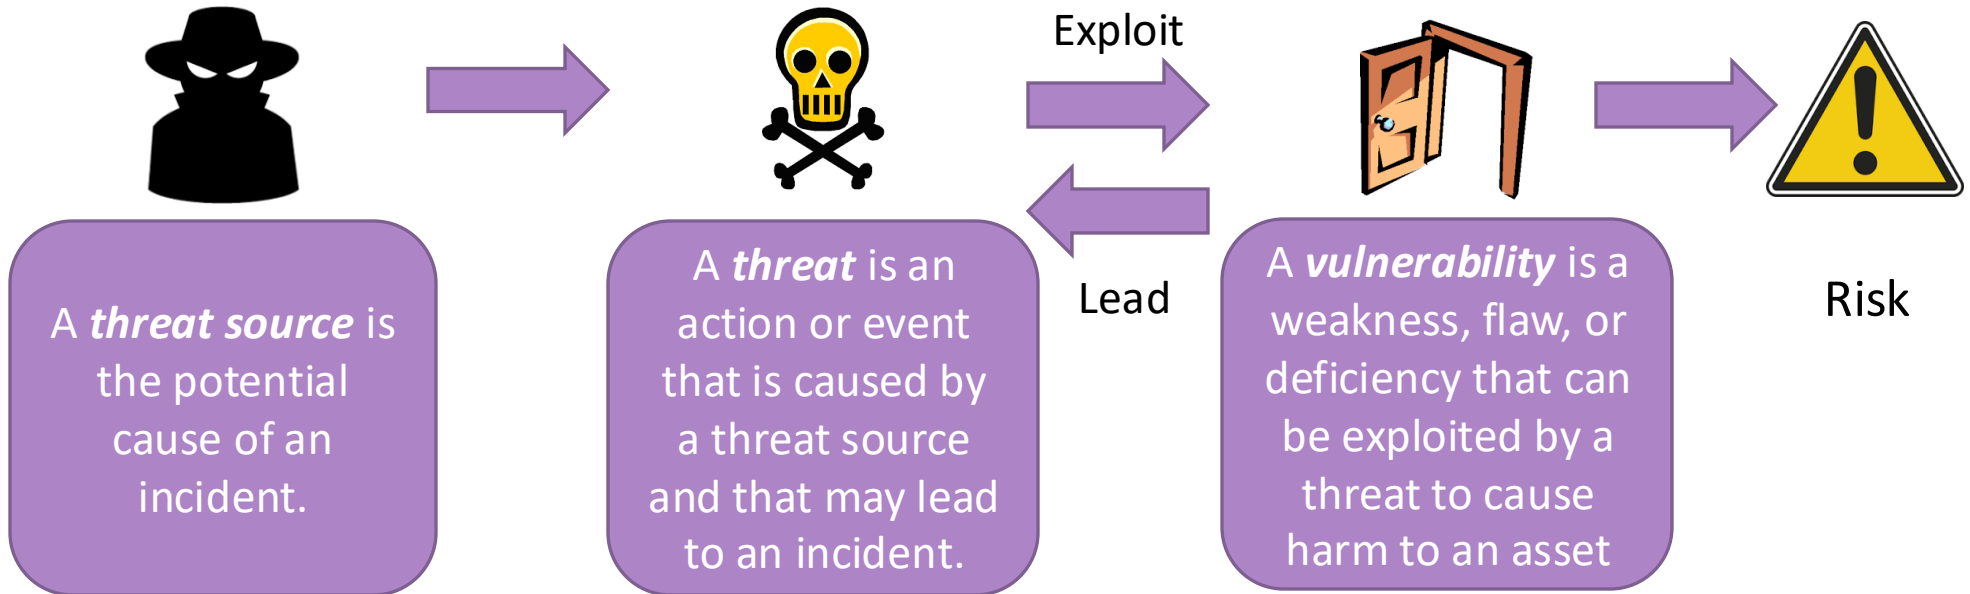 Exploit
A threat source is
the potential
cause of an
incident.
A threat is an
action or event
that is caused by
a threat source
and that may lead
to an incident.
Lead
A vulnerability is a
weakness, flaw, or
deficiency that can
be exploited by a
threat to cause
harm to an asset
Risk